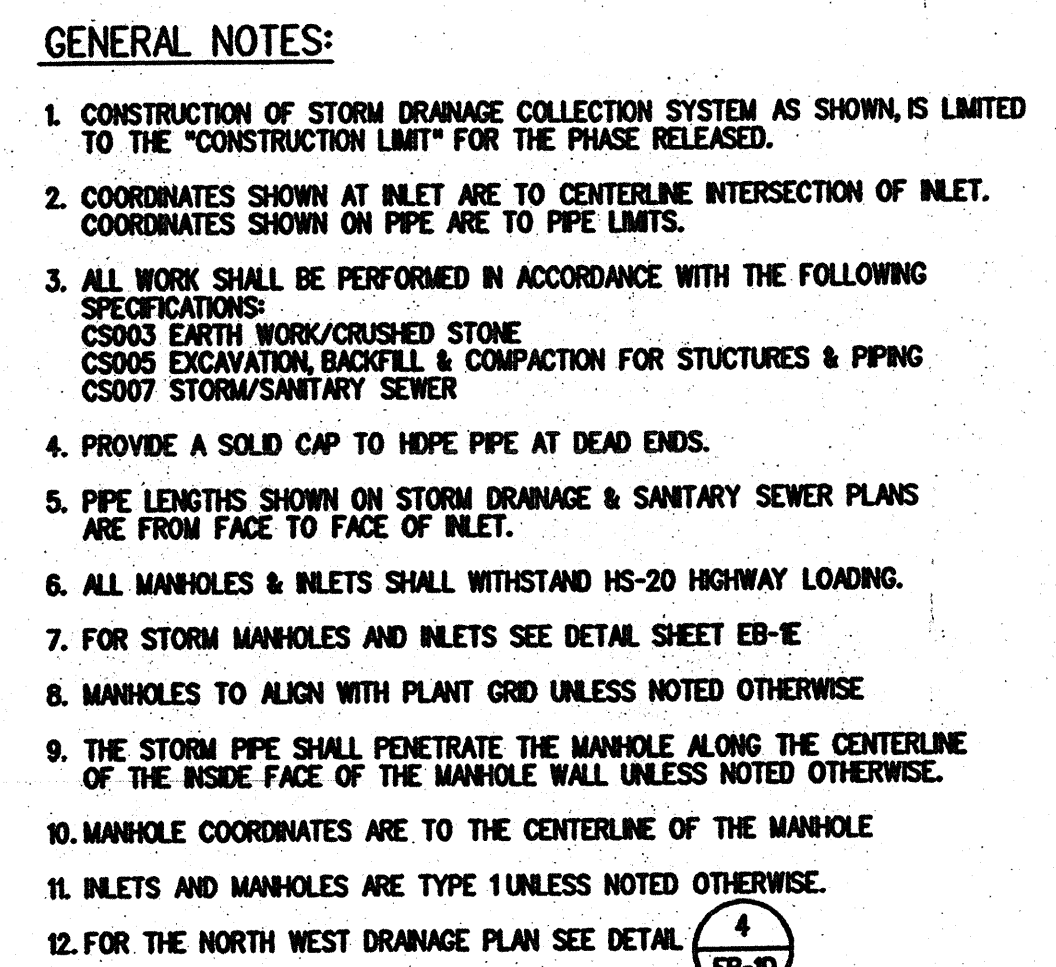 GENERAL NOTES:
1. CONSTRUCTION OF STORM DRAINAGE COLLECTION SYSTEM AS SHOWN, IS LIMITED
TO THE "CONSTRUCTION LIMIT" FOR THE PHASE RELEASED.
2. COORDINATES SHOWN AT INLET ARE TO CENTERLINE INTERSECTION OF INLET.
COORDINATES SHOWN ON PIPE ARE TO PIPE LIMITS.
3. ALL WORK SHALL BE PERFORMED IN ACCORDANCE WITH THE FOLLOWING
SPECIFICATIONS:
CS003 EARTH WORK/CRUSHED STONE
CS005 EXCAVATION, BACKFILL & COMPACTION FOR STUCTURES & PIPING
CS007 STORM/SANITARY SEWER
4. PROVIDE A SOLID CAP TO HDPE PIPE AT DEAD ENDS.
5. PIPE LENGTHS SHOWN ON STORM DRAINAGE & SANITARY SEWER PLANS
ARE FROM FACE TO FACE OF INLET.
6. ALL MANHOLES & INLETS SHALL WITHSTAND HS-20 HIGHWAY LOADING.
7. FOR STORM MANHOLES AND INLETS SEE DETAIL SHEET EB-1E
8. MANHOLES TO ALIGN WITH PLANT GRID UNLESS NOTED OTHERWISE
9. THE STORM PIPE SHALL PENETRATE THE MANHOLE ALONG THE CENTERLINE
OF THE INSIDE FACE OF THE MANHOLE WALL UNLESS NOTED OTHERWISE.
10. MANHOLE COORDINATES ARE TO THE CENTERLINE OF THE MANHOLE
11. INLETS AND MANHOLES ARE TYPE 1 UNLESS NOTED OTHERWISE.
12. FOR THE NORTH WEST DRAINAGE PLAN SEE DETAIL 4
EB-1D